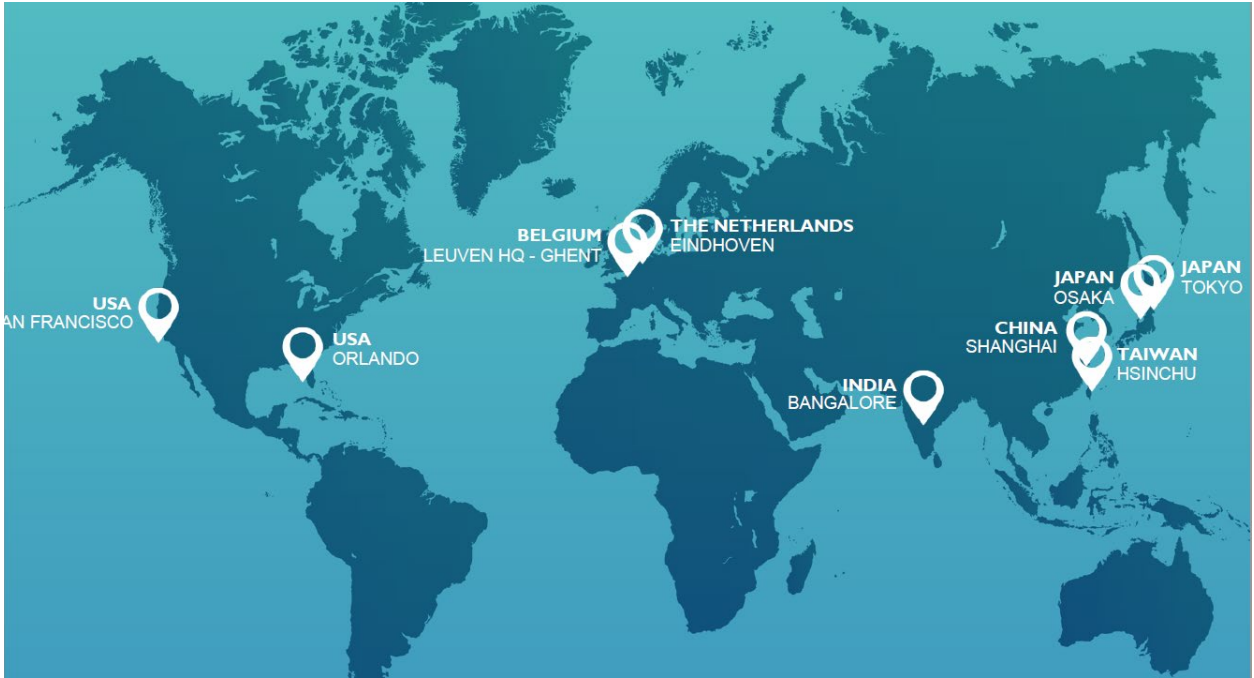 BELGIUM
LEUVEN HQ - GHENT
THE NETHERLANDS
EINDHOVEN
USA
AN FRANCISCO
USA
ORLANDO
JAPAN
OSAKA
JAPAN
TOKYO
CHINA
SHANGHAI
TAIWAN
HSINCHU
INDIA
BANGALORE